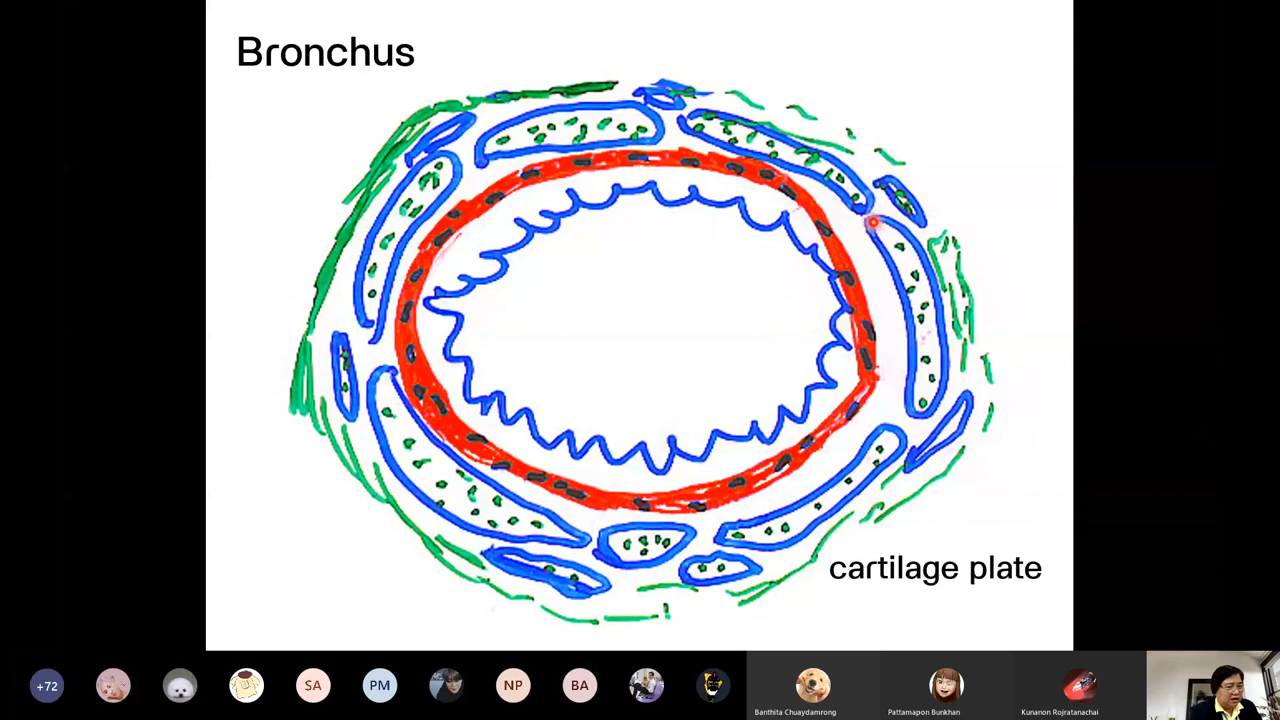 Bronchus
cartilage plate
+72
SA
PM
NP
BA
Banthita Chuaydamrong
Pattamapon Bunkhan
Kunanon Rojratanachai